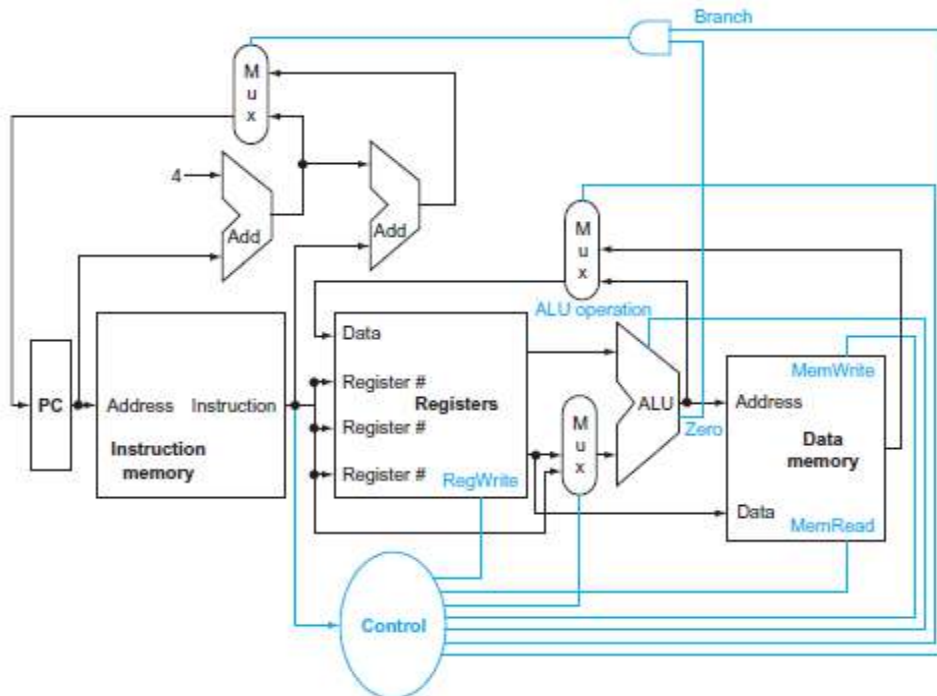 Branch
M
u
x
4
Add
Add
M
u
x
ALU operation
Data
PC
Address
Instruction
Register #
Registers
Register #
Register #
RegWrite
Instruction
memory
M
u
x
ALU
Zero
MemWrite
Address
Data
memory
Data
MemRead
Control